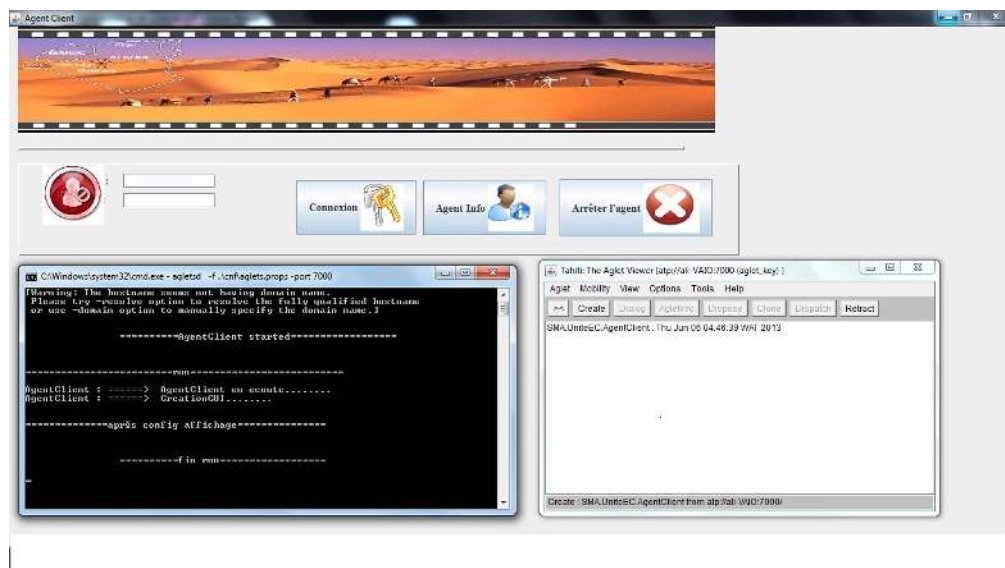 Agent Client
Connexion
Agent Info
Arrêter l'agent
C:\Windows\system32\cmd.exe - agletsd -f ..\cnf\aglets.props -port 7000
[Warning: The hostname seems not having domain name.
Please try -resolve option to resolve the fully qualified hostname
or use -domain option to manually specify the domain name.]
----------AgentClient started-------------------
---------------------------run----------------------------
AgentClient : ======> AgentClient en ecoute........
AgentClient : ======> CreationGUI........
--------------après config affichage---------------
----------fin run------------------
Tahiti: The Aglet Viewer [atp://ali-VAIO:7000 (aglet_key) ]
Aglet Mobility View Options Tools Help
Create Dialog AgletInfo Dispose Clone Dispatch Retract
SMA.UniteEC.AgentClient : Thu Jun 06 04:46:39 WAT 2013
Create : SMA.UniteEC.AgentClient from atp://ali-VAIO:7000/